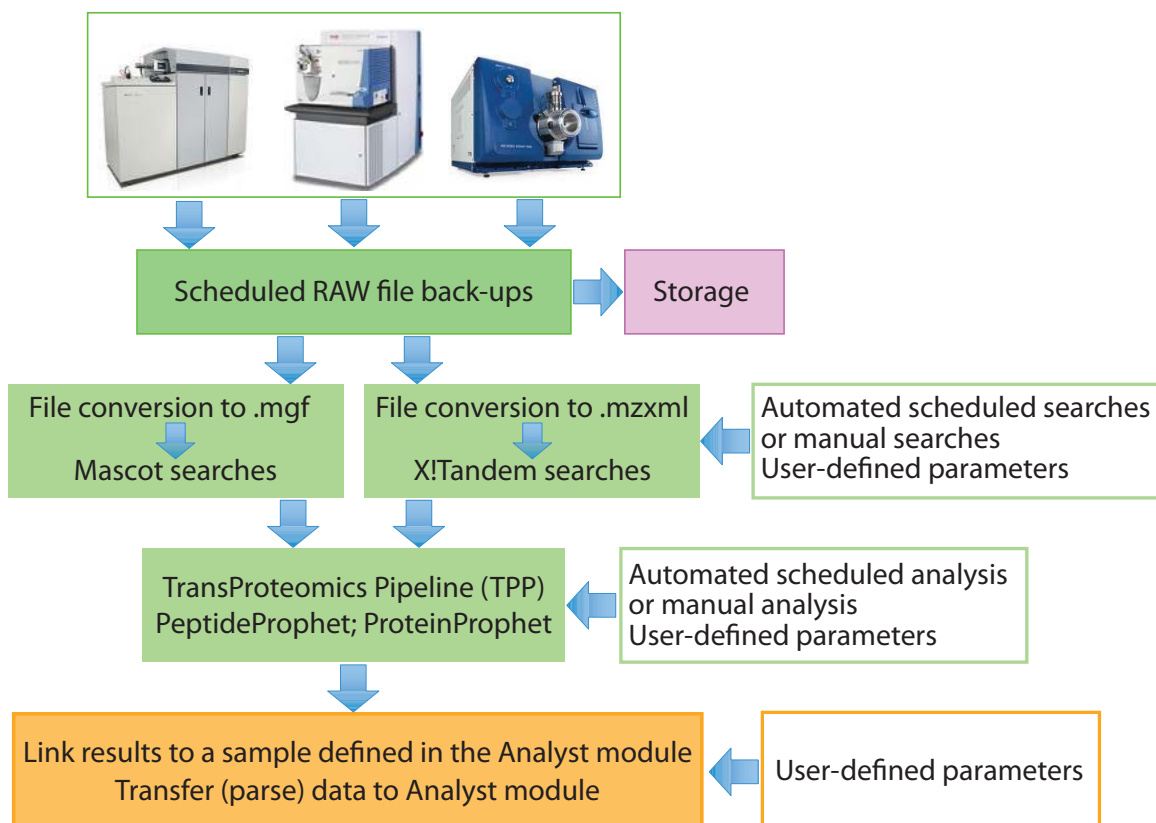 Scheduled RAW file back-ups
Storage
File conversion to .mgf
Mascot searches
File conversion to .mzxml
X!Tandem searches
Automated scheduled searches
or manual searches
User-defined parameters
TransProteomics Pipeline (TPP)
PeptideProphet; ProteinProphet
Automated scheduled analysis
or manual analysis
User-defined parameters
Link results to a sample defined in the Analyst module
Transfer (parse) data to Analyst module
User-defined parameters